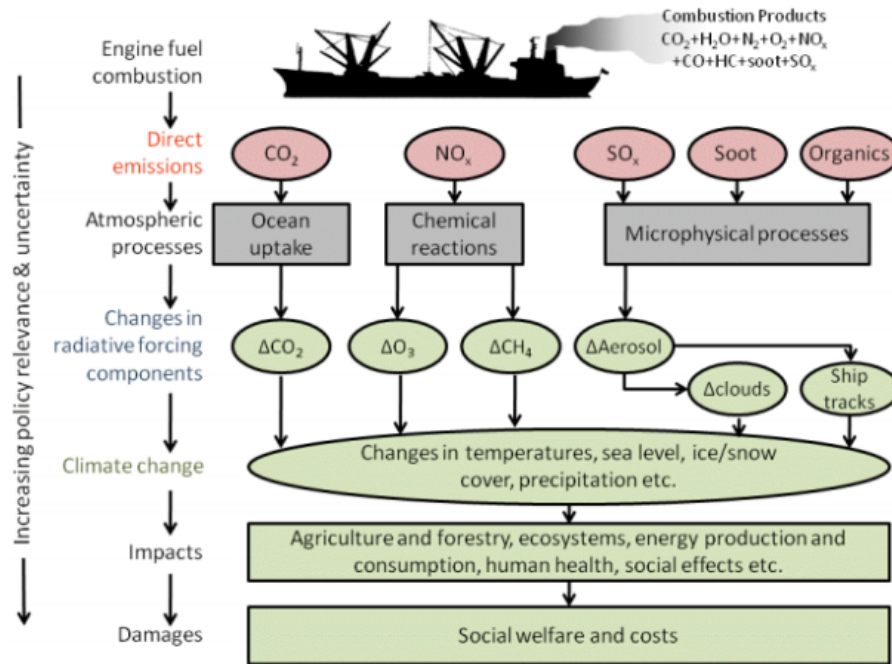 Combustion Products
CO₂+H₂O+N₂+O₂+NOₓ
+CO+HC+soot+SOₓ
Engine fuel
combustion
Increasing policy relevance & uncertainty
Direct
emissions
CO₂
NOₓ
SOₓ
Soot
Organics
Atmospheric
processes
Ocean
uptake
Chemical
reactions
Microphysical processes
Changes in
radiative forcing
components
ΔCO₂
ΔO₃
ΔCH₄
ΔAerosol
Δclouds
Ship
tracks
Climate change
Changes in temperatures, sea level, ice/snow
cover, precipitation etc.
Impacts
Agriculture and forestry, ecosystems, energy production and
consumption, human health, social effects etc.
Damages
Social welfare and costs